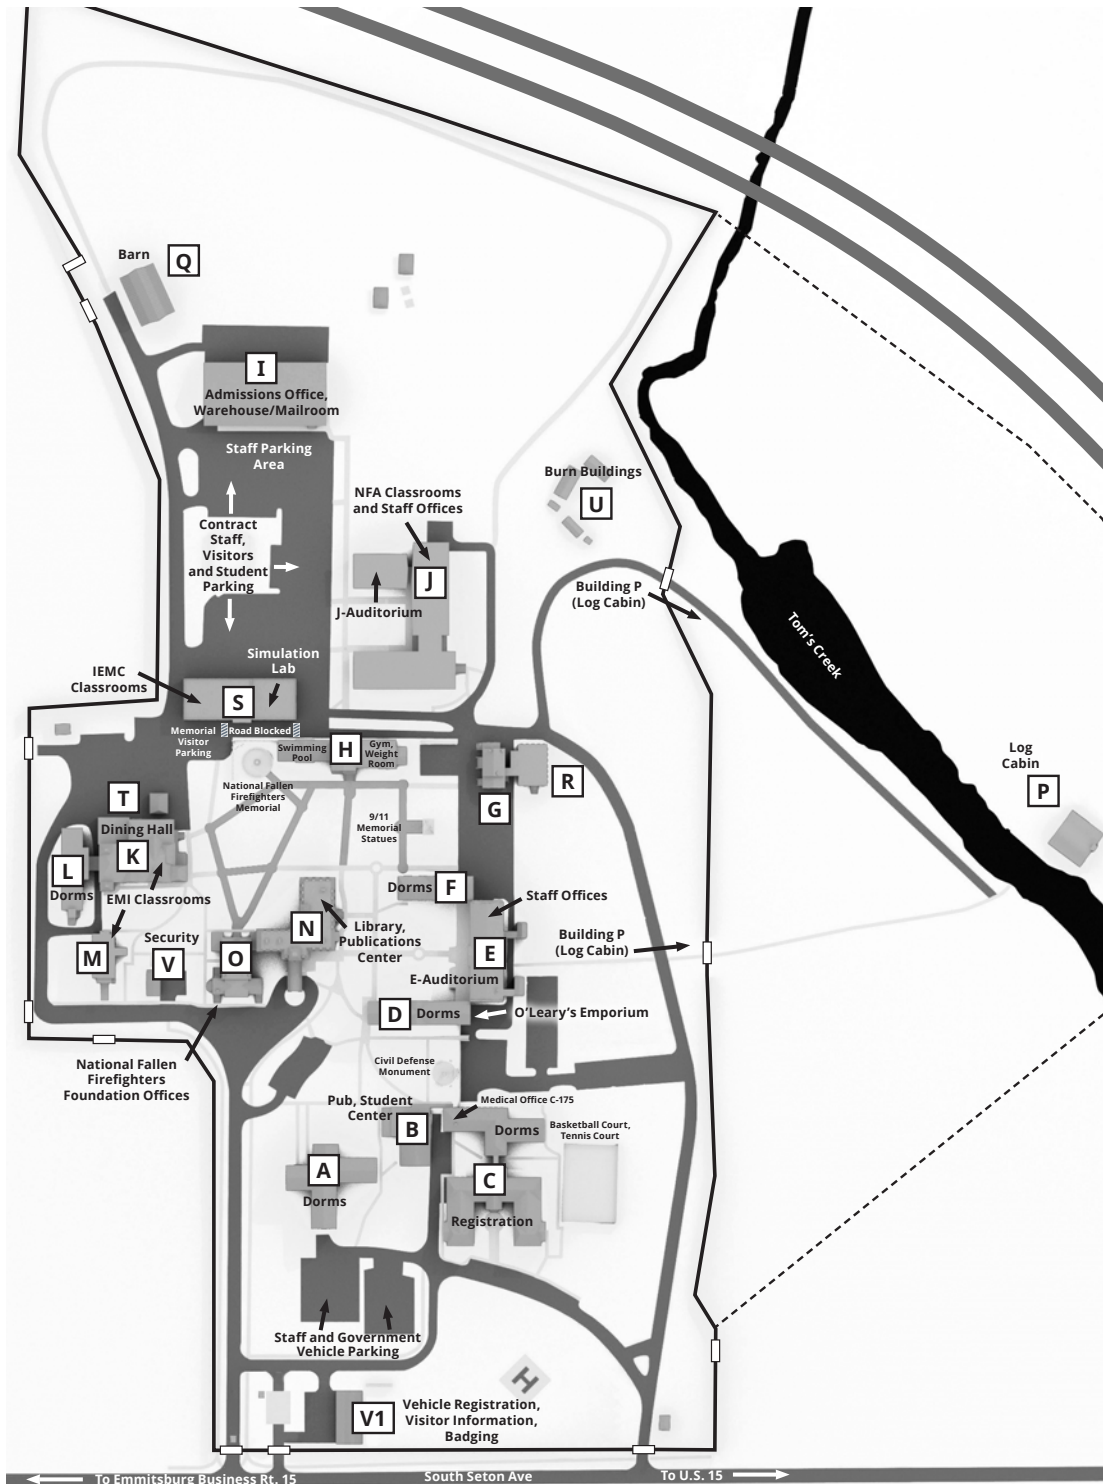 Barn
Q
I
Admissions Office,
Warehouse/Mailroom
Staff Parking
Area
Burn Buildings
U
NFA Classrooms
and Staff Offices
Contract
Staff,
Visitors
and Student
Parking
J
J-Auditorium
Building P
(Log Cabin)
Tom's Creek
Simulation
Lab
IEMC
Classrooms
S
Memorial
Visitor
Parking
Road Blocked
Swimming
Pool
H
Gym,
Weight
Room
Log
Cabin
P
R
G
National Fallen
Firefighters
Memorial
T
9/11
Memorial
Statues
Dining Hall
K
L
Dorms
EMI Classrooms
Dorms
F
Staff Offices
N
Library,
Publications
Center
Building P
(Log Cabin)
Security
M
V
O
E
E-Auditorium
D
Dorms
O'Leary's Emporium
National Fallen
Firefighters
Foundation Offices
Civil Defense
Monument
Pub, Student
Center
B
Medical Office C-175
Dorms
Basketball Court,
Tennis Court
A
Dorms
C
Registration
Staff and Government
Vehicle Parking
H
V1
Vehicle Registration,
Visitor Information,
Badging
To Emmitsburg Business Rt. 15
South Seton Ave
To U.S. 15